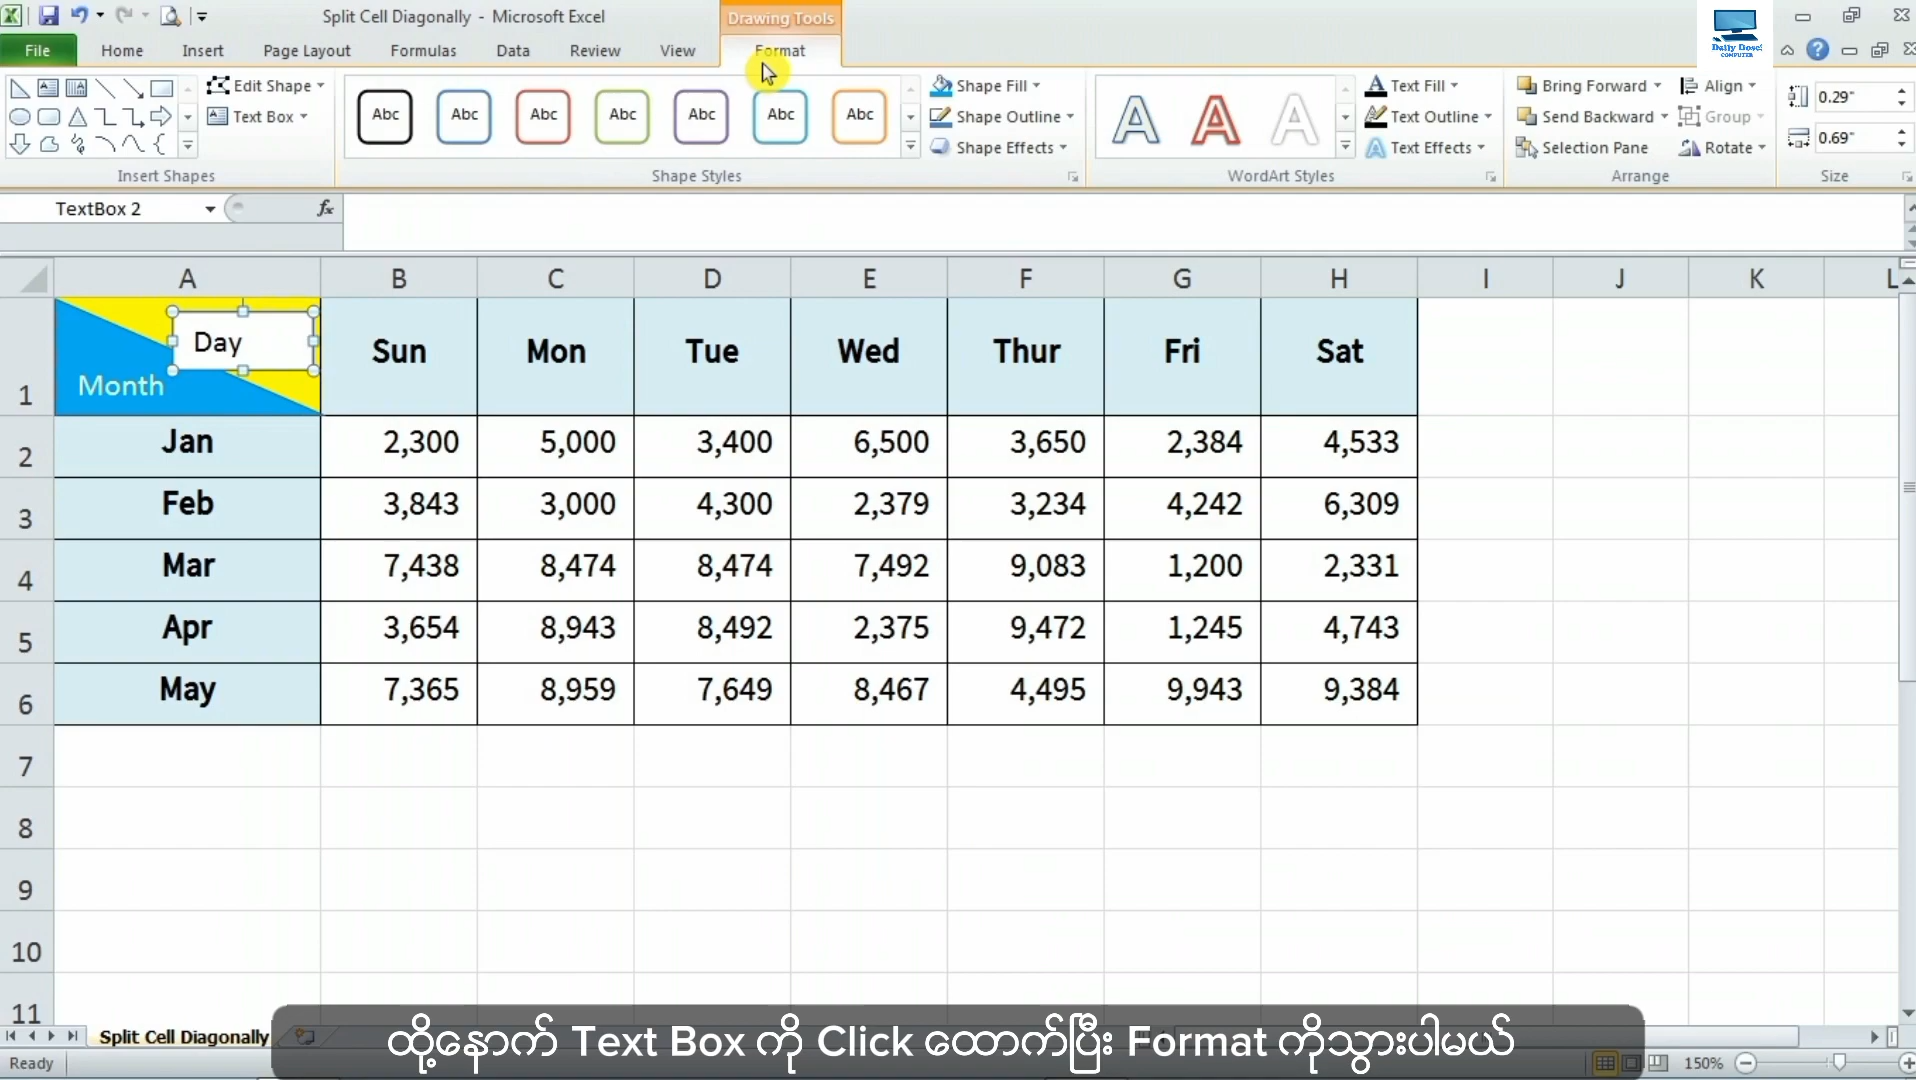 Split Cell Diagonally - Microsoft Excel
Drawing Tools
Daily Dose!
COMPUTER
File Home Insert Page Layout Formulas Data Review View Format
Edit Shape
Text Box
Insert Shapes
Abc Abc Abc Abc Abc Abc Abc
Shape Styles
Shape Fill
Shape Outline
Shape Effects
A A A
WordArt Styles
Text Fill
Text Outline
Text Effects
Bring Forward
Send Backward
Selection Pane
Align
Group
Rotate
Arrange
0.29"
0.69"
Size
TextBox 2 fx
A B C D E F G H I J K L
1 Day Month Sun Mon Tue Wed Thur Fri Sat
2 Jan 2,300 5,000 3,400 6,500 3,650 2,384 4,533
3 Feb 3,843 3,000 4,300 2,379 3,234 4,242 6,309
4 Mar 7,438 8,474 8,474 7,492 9,083 1,200 2,331
5 Apr 3,654 8,943 8,492 2,375 9,472 1,245 4,743
6 May 7,365 8,959 7,649 8,467 4,495 9,943 9,384
7
8
9
10
11
Split Cell Diagonally
ထို့နောက် Text Box ကို Click ထောက်ပြီး Format ကိုသွားပါမယ်
Ready 150%